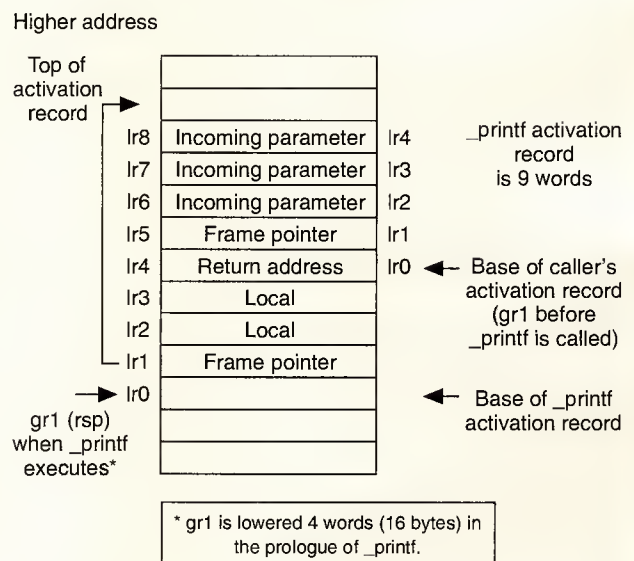 Higher address
Top of
activation
record
lr8 Incoming parameter lr4
lr7 Incoming parameter lr3
lr6 Incoming parameter lr2
lr5 Frame pointer lr1
lr4 Return address lr0
lr3 Local
lr2 Local
lr1 Frame pointer
lr0
gr1 (rsp)
when _printf
executes*
_printf activation
record
is 9 words
Base of caller's
activation record
(gr1 before
_printf is called)
Base of _printf
activation record
* gr1 is lowered 4 words (16 bytes) in
the prologue of _printf.